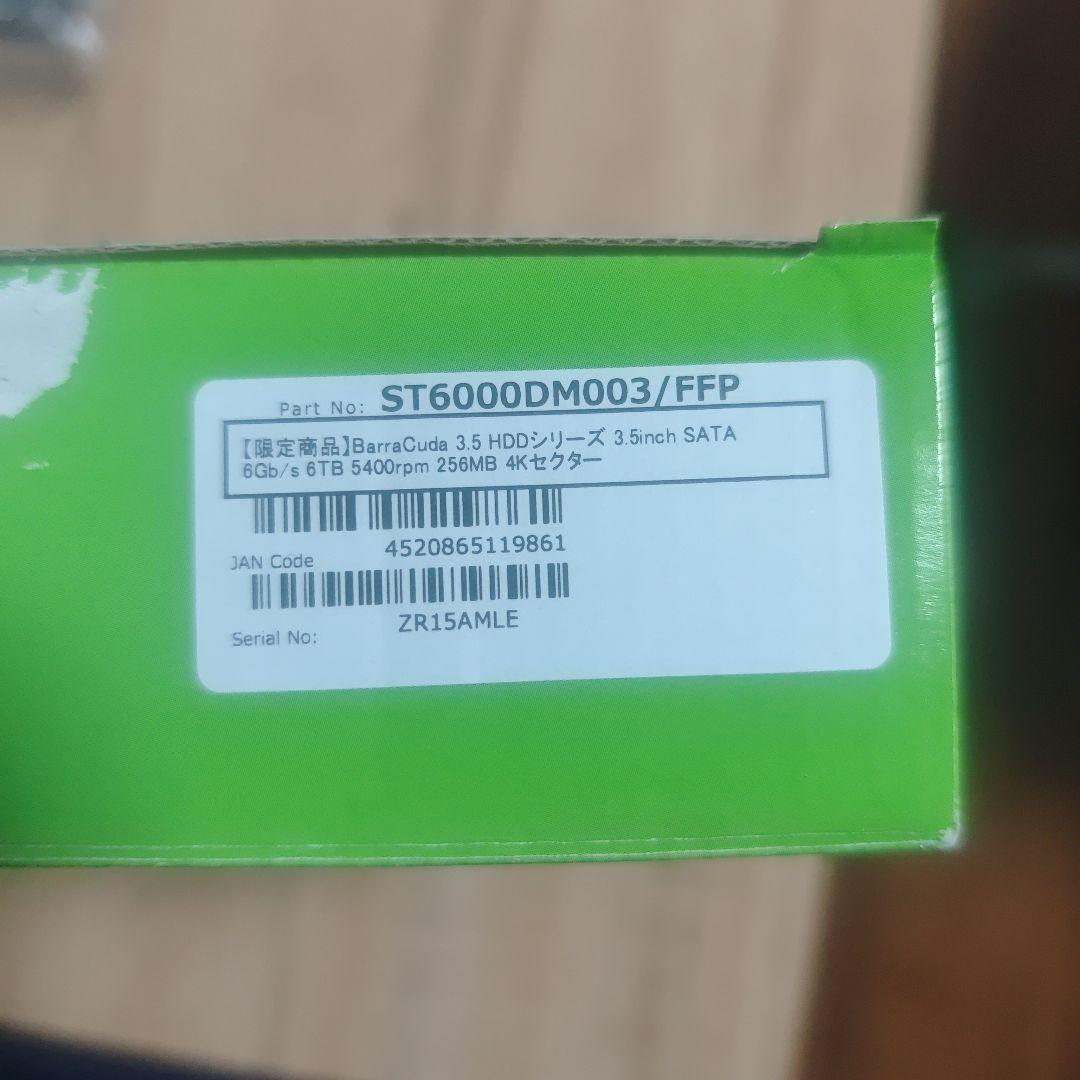 Part No: ST6000DM003/FFP
【限定商品】BarraCuda 3.5 HDDシリーズ 3.5inch SATA
6Gb/s 6TB 5400rpm 256MB 4Kセクター
JAN Code 4520865119861
Serial No: ZR15AMLE